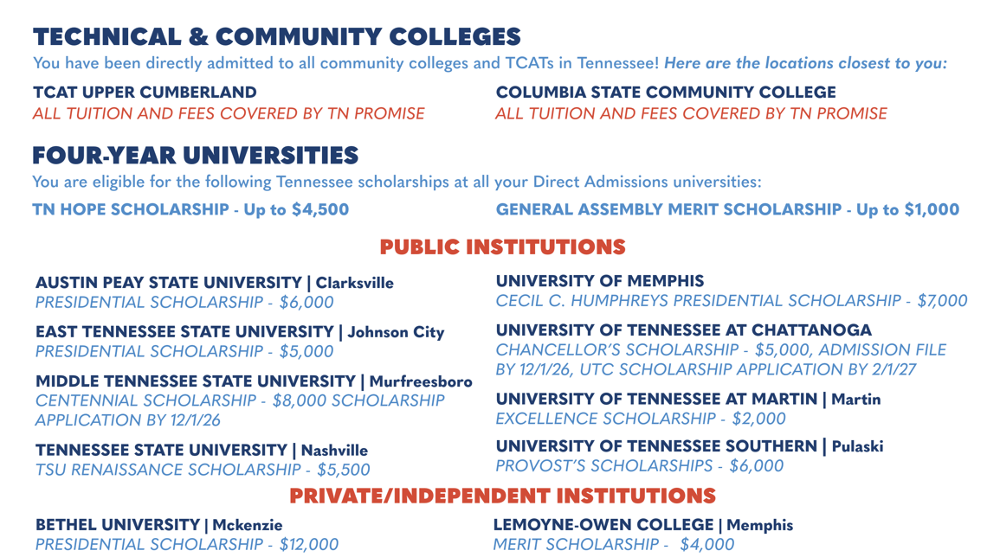 TECHNICAL & COMMUNITY COLLEGES
You have been directly admitted to all community colleges and TCATs in Tennessee! Here are the locations closest to you:
TCAT UPPER CUMBERLAND
ALL TUITION AND FEES COVERED BY TN PROMISE
COLUMBIA STATE COMMUNITY COLLEGE
ALL TUITION AND FEES COVERED BY TN PROMISE
FOUR-YEAR UNIVERSITIES
You are eligible for the following Tennessee scholarships at all your Direct Admissions universities:
TN HOPE SCHOLARSHIP - Up to $4,500
GENERAL ASSEMBLY MERIT SCHOLARSHIP - Up to $1,000
PUBLIC INSTITUTIONS
AUSTIN PEAY STATE UNIVERSITY | Clarksville
PRESIDENTIAL SCHOLARSHIP - $6,000
EAST TENNESSEE STATE UNIVERSITY | Johnson City
PRESIDENTIAL SCHOLARSHIP - $5,000
MIDDLE TENNESSEE STATE UNIVERSITY | Murfreesboro
CENTENNIAL SCHOLARSHIP - $8,000 SCHOLARSHIP
APPLICATION BY 12/1/26
TENNESSEE STATE UNIVERSITY | Nashville
TSU RENAISSANCE SCHOLARSHIP - $5,500
UNIVERSITY OF MEMPHIS
CECIL C. HUMPHREYS PRESIDENTIAL SCHOLARSHIP - $7,000
UNIVERSITY OF TENNESSEE AT CHATTANOGA
CHANCELLOR'S SCHOLARSHIP - $5,000, ADMISSION FILE
BY 12/1/26, UTC SCHOLARSHIP APPLICATION BY 2/1/27
UNIVERSITY OF TENNESSEE AT MARTIN | Martin
EXCELLENCE SCHOLARSHIP - $2,000
UNIVERSITY OF TENNESSEE SOUTHERN | Pulaski
PROVOST'S SCHOLARSHIPS - $6,000
PRIVATE/INDEPENDENT INSTITUTIONS
BETHEL UNIVERSITY | Mckenzie
PRESIDENTIAL SCHOLARSHIP - $12,000
LEMOYNE-OWEN COLLEGE | Memphis
MERIT SCHOLARSHIP - $4,000